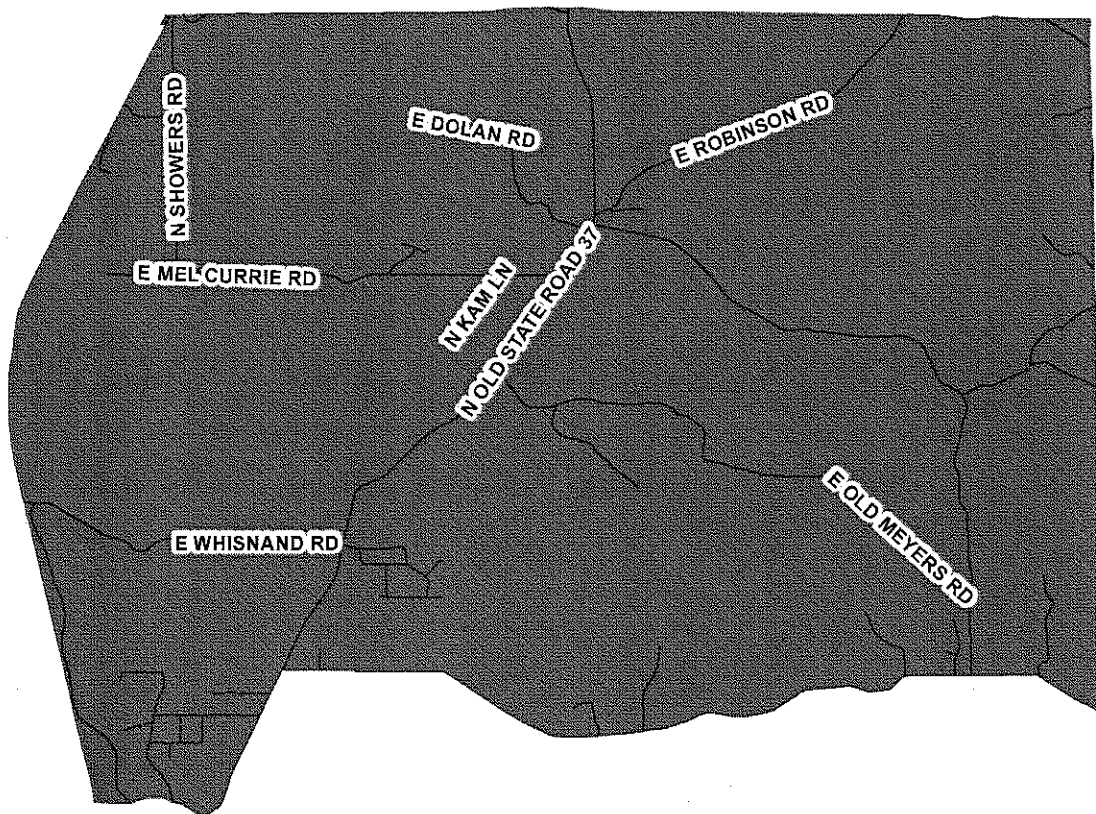 N SHOWERS RD
E DOLAN RD
E ROBINSON RD
E MEL CURRIE RD
N KAM LN
N OLD STATE ROAD 37
E OLD MEYERS RD
E WHISNAND RD